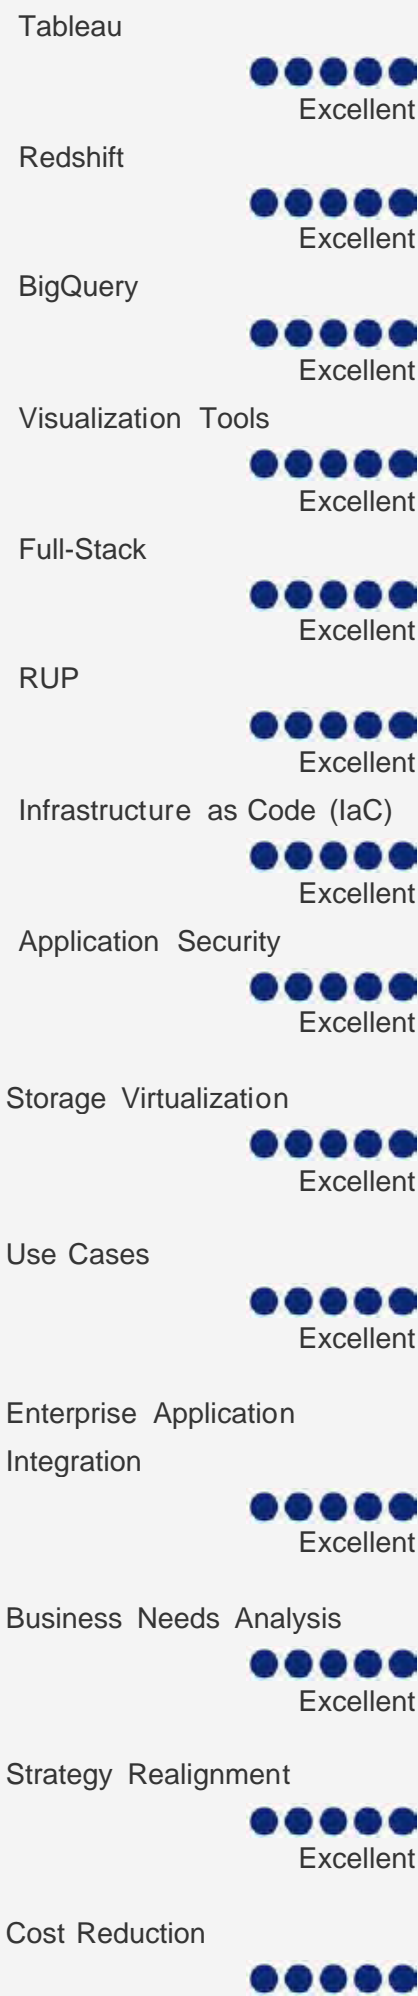 Tableau
Excellent
Redshift
Excellent
BigQuery
Excellent
Visualization Tools
Excellent
Full-Stack
Excellent
RUP
Excellent
Infrastructure as Code (IaC)
Excellent
Application Security
Excellent
Storage Virtualization
Excellent
Use Cases
Excellent
Enterprise Application
Integration
Excellent
Business Needs Analysis
Excellent
Strategy Realignment
Excellent
Cost Reduction